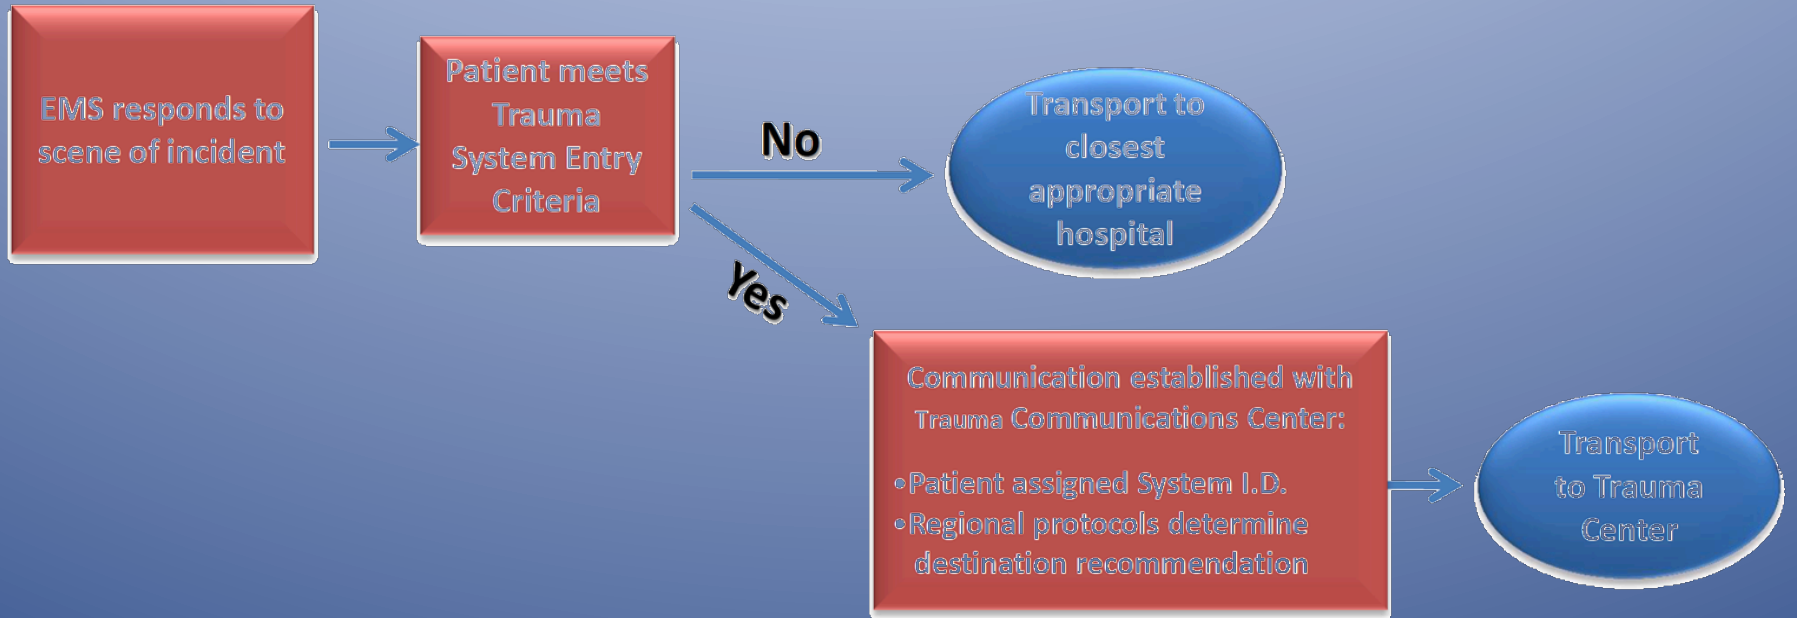 EMS responds to
scene of incident
Patient meets
Trauma
System Entry
Criteria
No
Transport to
closest
appropriate
hospital
Yes
Communication established with
Trauma Communications Center:
•Patient assigned System I.D.
•Regional protocols determine
destination recommendation
Transport
to Trauma
Center